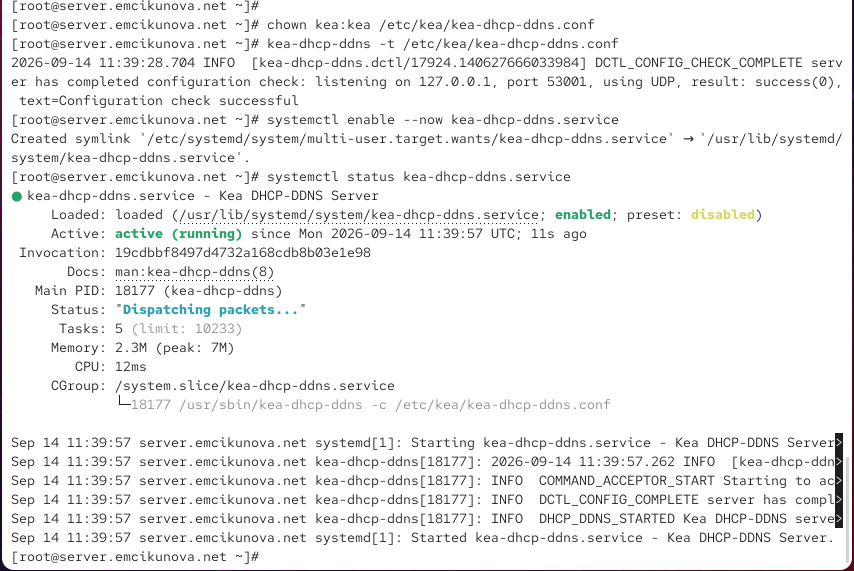 [root@server.emcikunova.net ~]#
[root@server.emcikunova.net ~]# chown kea:kea /etc/kea/kea-dhcp-ddns.conf
[root@server.emcikunova.net ~]# kea-dhcp-ddns -t /etc/kea/kea-dhcp-ddns.conf
2026-09-14 11:39:28.704 INFO  [kea-dhcp-ddns.dctl/17924.140627666033984] DCTL_CONFIG_CHECK_COMPLETE serv
er has completed configuration check: listening on 127.0.0.1, port 53001, using UDP, result: success(0),
 text=Configuration check successful
[root@server.emcikunova.net ~]# systemctl enable --now kea-dhcp-ddns.service
Created symlink '/etc/systemd/system/multi-user.target.wants/kea-dhcp-ddns.service' → '/usr/lib/systemd/
system/kea-dhcp-ddns.service'.
[root@server.emcikunova.net ~]# systemctl status kea-dhcp-ddns.service
● kea-dhcp-ddns.service - Kea DHCP-DDNS Server
     Loaded: loaded (/usr/lib/systemd/system/kea-dhcp-ddns.service; enabled; preset: disabled)
     Active: active (running) since Mon 2026-09-14 11:39:57 UTC; 11s ago
 Invocation: 19cdbbf8497d4732a168cdb8b03e1e98
       Docs: man:kea-dhcp-ddns(8)
   Main PID: 18177 (kea-dhcp-ddns)
     Status: "Dispatching packets..."
      Tasks: 5 (limit: 10233)
     Memory: 2.3M (peak: 7M)
        CPU: 12ms
     CGroup: /system.slice/kea-dhcp-ddns.service
             └─18177 /usr/sbin/kea-dhcp-ddns -c /etc/kea/kea-dhcp-ddns.conf

Sep 14 11:39:57 server.emcikunova.net systemd[1]: Starting kea-dhcp-ddns.service - Kea DHCP-DDNS Server>
Sep 14 11:39:57 server.emcikunova.net kea-dhcp-ddns[18177]: 2026-09-14 11:39:57.262 INFO  [kea-dhcp-ddn>
Sep 14 11:39:57 server.emcikunova.net kea-dhcp-ddns[18177]: INFO  COMMAND_ACCEPTOR_START Starting to ac>
Sep 14 11:39:57 server.emcikunova.net kea-dhcp-ddns[18177]: INFO  DCTL_CONFIG_COMPLETE server has compl>
Sep 14 11:39:57 server.emcikunova.net kea-dhcp-ddns[18177]: INFO  DHCP_DDNS_STARTED Kea DHCP-DDNS serve>
Sep 14 11:39:57 server.emcikunova.net systemd[1]: Started kea-dhcp-ddns.service - Kea DHCP-DDNS Server.
[root@server.emcikunova.net ~]#